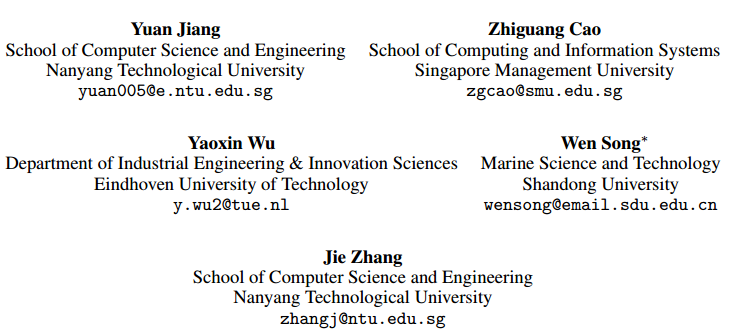 Yuan Jiang
School of Computer Science and Engineering
Nanyang Technological University
yuan005@e.ntu.edu.sg
Zhiguang Cao
School of Computing and Information Systems
Singapore Management University
zgcao@smu.edu.sg
Yaoxin Wu
Department of Industrial Engineering & Innovation Sciences
Eindhoven University of Technology
y.wu2@tue.nl
Wen Song*
Marine Science and Technology
Shandong University
wensong@email.sdu.edu.cn
Jie Zhang
School of Computer Science and Engineering
Nanyang Technological University
zhangj@ntu.edu.sg